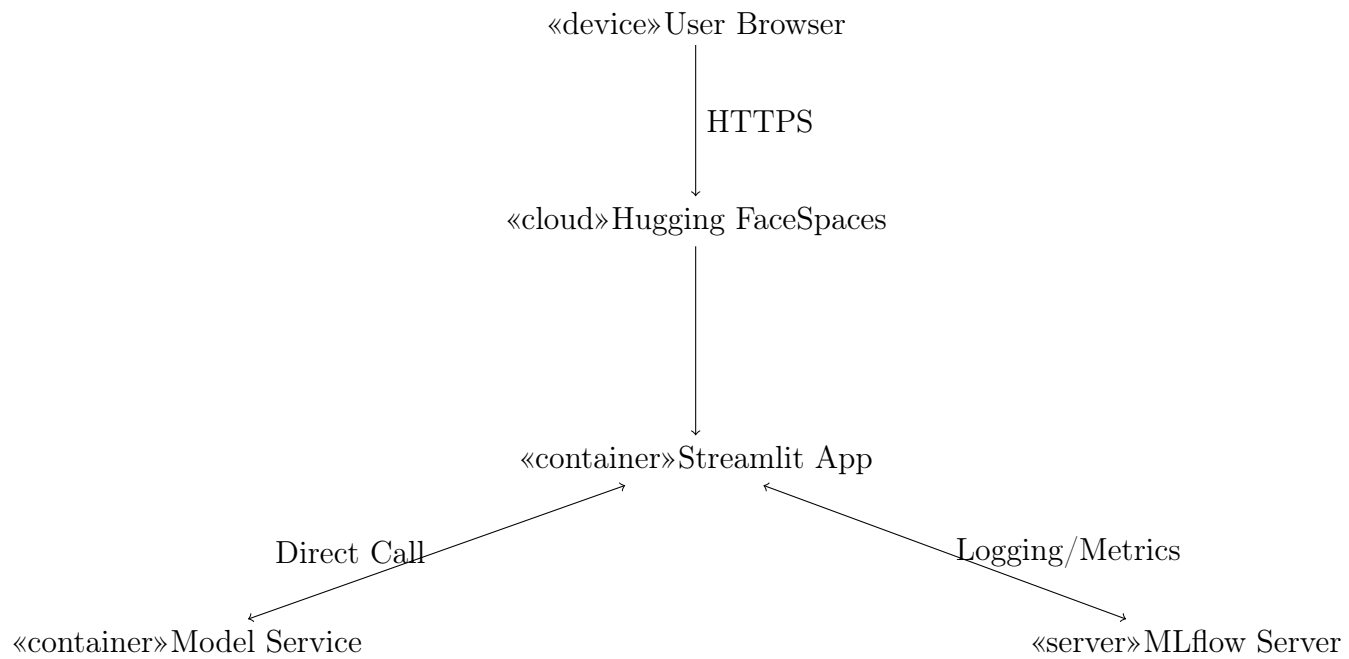 «device»User Browser
HTTPS
«cloud»Hugging FaceSpaces
«container»Streamlit App
Direct Call
Logging/Metrics
«container»Model Service
«server»MLflow Server